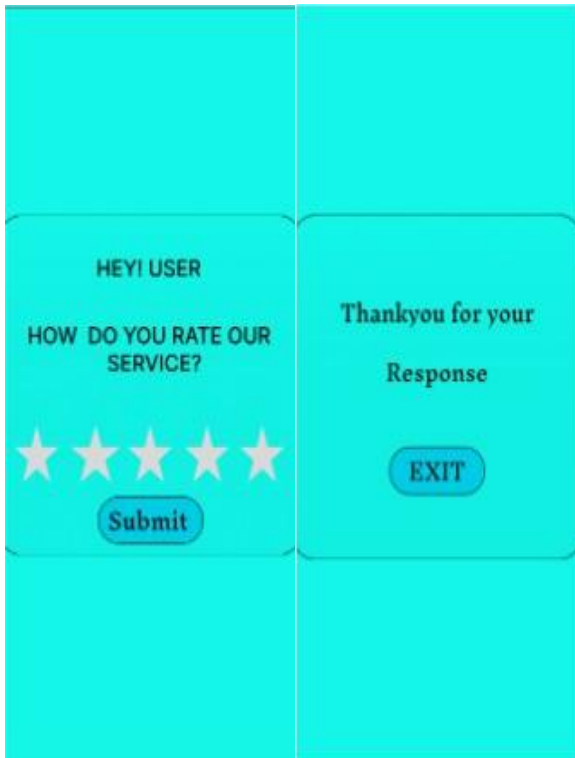 HEY! USER
HOW DO YOU RATE OUR
SERVICE?
Submit
Thankyou for your
Response
EXIT